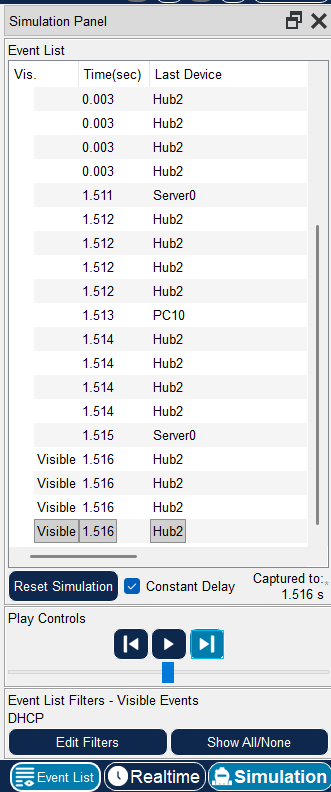 Simulation Panel
Event List
Vis. Time(sec) Last Device
0.003 Hub2
0.003 Hub2
0.003 Hub2
0.003 Hub2
1.511 Server0
1.512 Hub2
1.512 Hub2
1.512 Hub2
1.512 Hub2
1.513 PC10
1.514 Hub2
1.514 Hub2
1.514 Hub2
1.514 Hub2
1.515 Server0
Visible 1.516 Hub2
Visible 1.516 Hub2
Visible 1.516 Hub2
Visible 1.516 Hub2
Reset Simulation Constant Delay Captured to:*
1.516 s
Play Controls
Event List Filters - Visible Events
DHCP
Edit Filters Show All/None
Event List Realtime Simulation